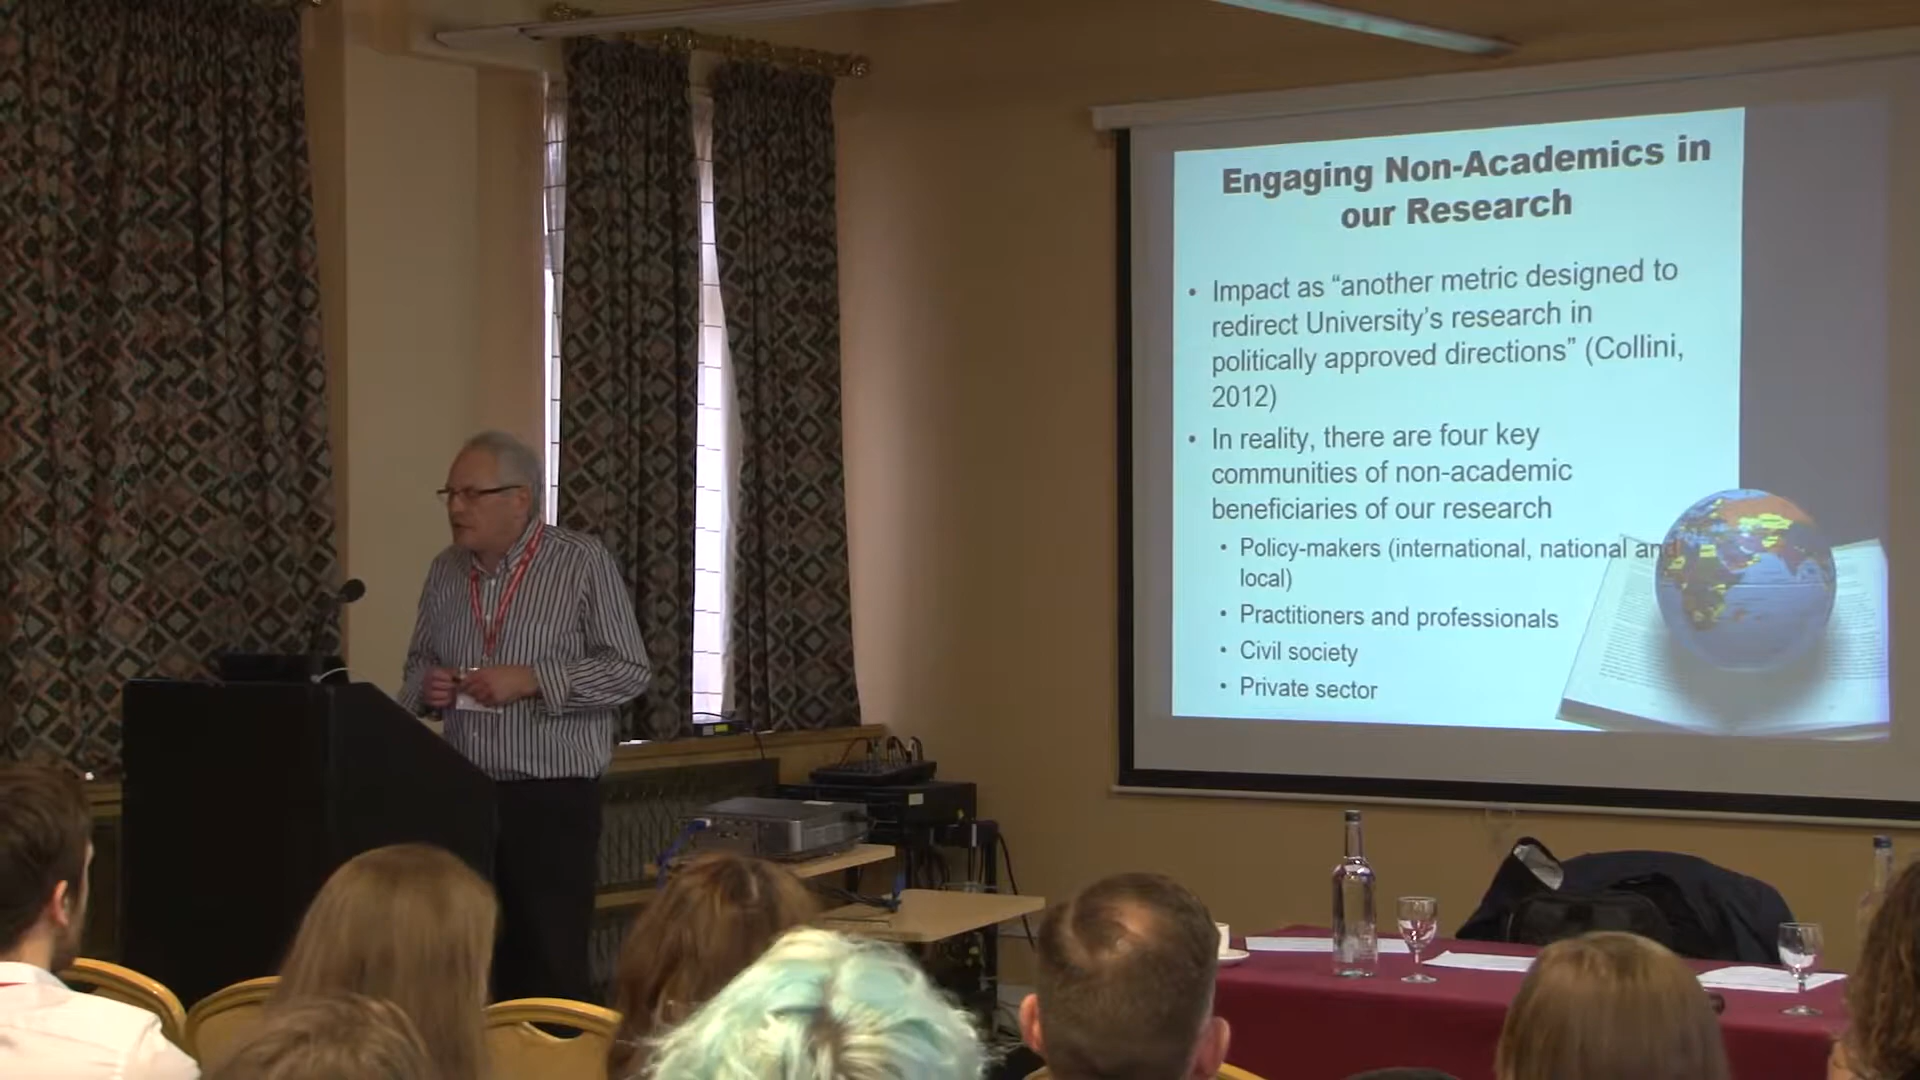 Engaging Non-Academics in
our Research
• Impact as “another metric designed to
redirect University’s research in
politically approved directions” (Collini,
2012)
• In reality, there are four key
communities of non-academic
beneficiaries of our research
• Policy-makers (international, national and
local)
• Practitioners and professionals
• Civil society
• Private sector